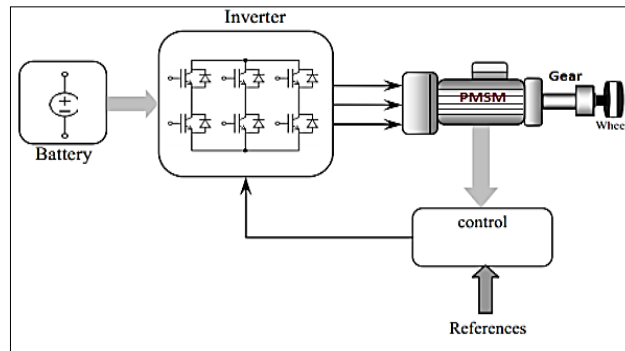 Inverter
Battery
PMSM
Gear
Whee
control
References